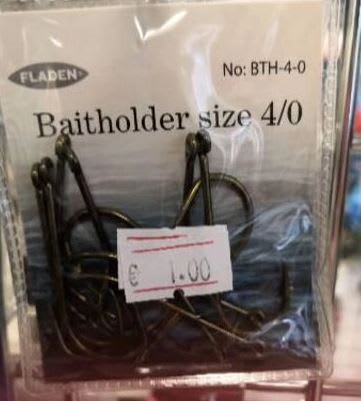 FLADEN
No: BTH-4-0
Baitholder size 4/0
€ 1.00